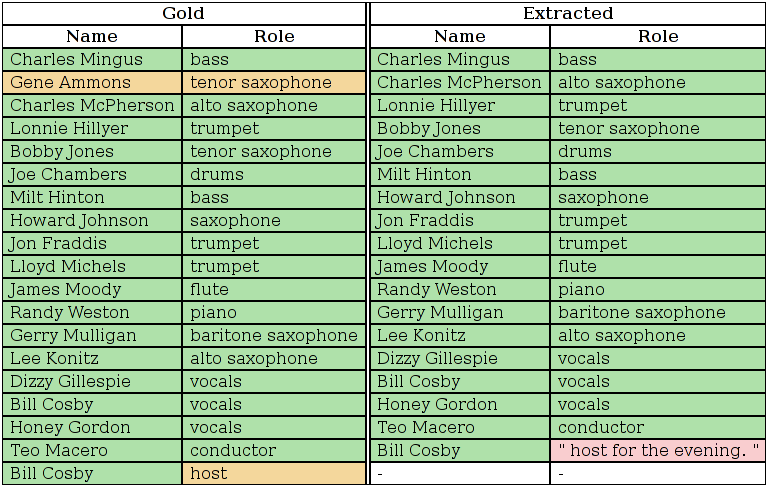 Gold Extracted
Name Role Name Role
Charles Mingus bass Charles Mingus bass
Gene Ammons tenor saxophone Charles McPherson alto saxophone
Charles McPherson alto saxophone Lonnie Hillyer trumpet
Lonnie Hillyer trumpet Bobby Jones tenor saxophone
Bobby Jones tenor saxophone Joe Chambers drums
Joe Chambers drums Milt Hinton bass
Milt Hinton bass Howard Johnson saxophone
Howard Johnson saxophone Jon Fraddis trumpet
Jon Fraddis trumpet Lloyd Michels trumpet
Lloyd Michels trumpet James Moody flute
James Moody flute Randy Weston piano
Randy Weston piano Gerry Mulligan baritone saxophone
Gerry Mulligan baritone saxophone Lee Konitz alto saxophone
Lee Konitz alto saxophone Dizzy Gillespie vocals
Dizzy Gillespie vocals Bill Cosby vocals
Bill Cosby vocals Honey Gordon vocals
Honey Gordon vocals Teo Macero conductor
Teo Macero conductor Bill Cosby " host for the evening. "
Bill Cosby host - -